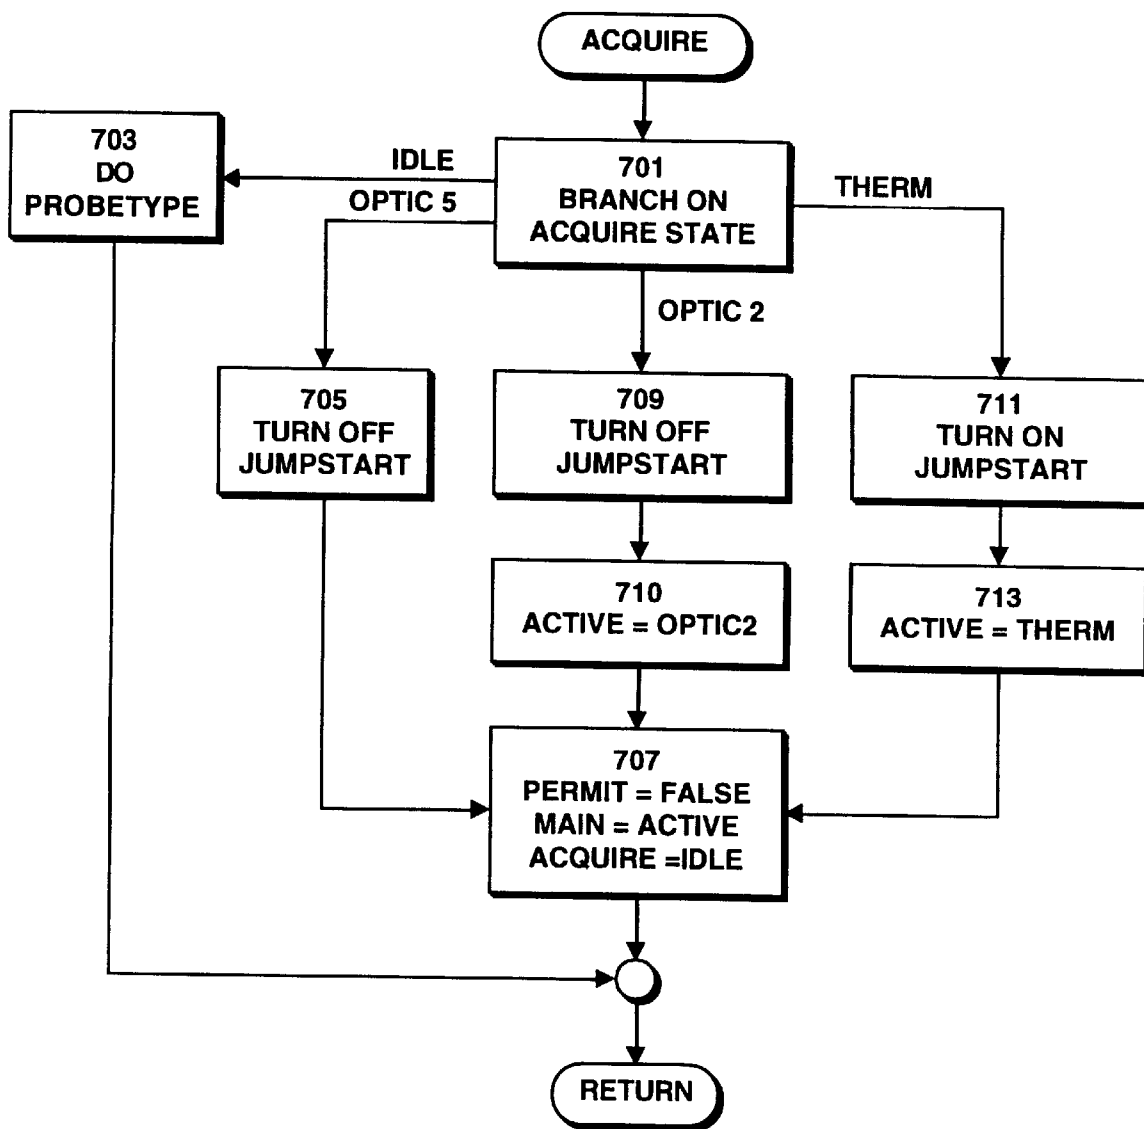 ACQUIRE
703
DO
PROBETYPE
IDLE
OPTIC 5
701
BRANCH ON
ACQUIRE STATE
THERM
OPTIC 2
705
TURN OFF
JUMPSTART
709
TURN OFF
JUMPSTART
711
TURN ON
JUMPSTART
710
ACTIVE = OPTIC2
713
ACTIVE = THERM
707
PERMIT = FALSE
MAIN = ACTIVE
ACQUIRE =IDLE
RETURN